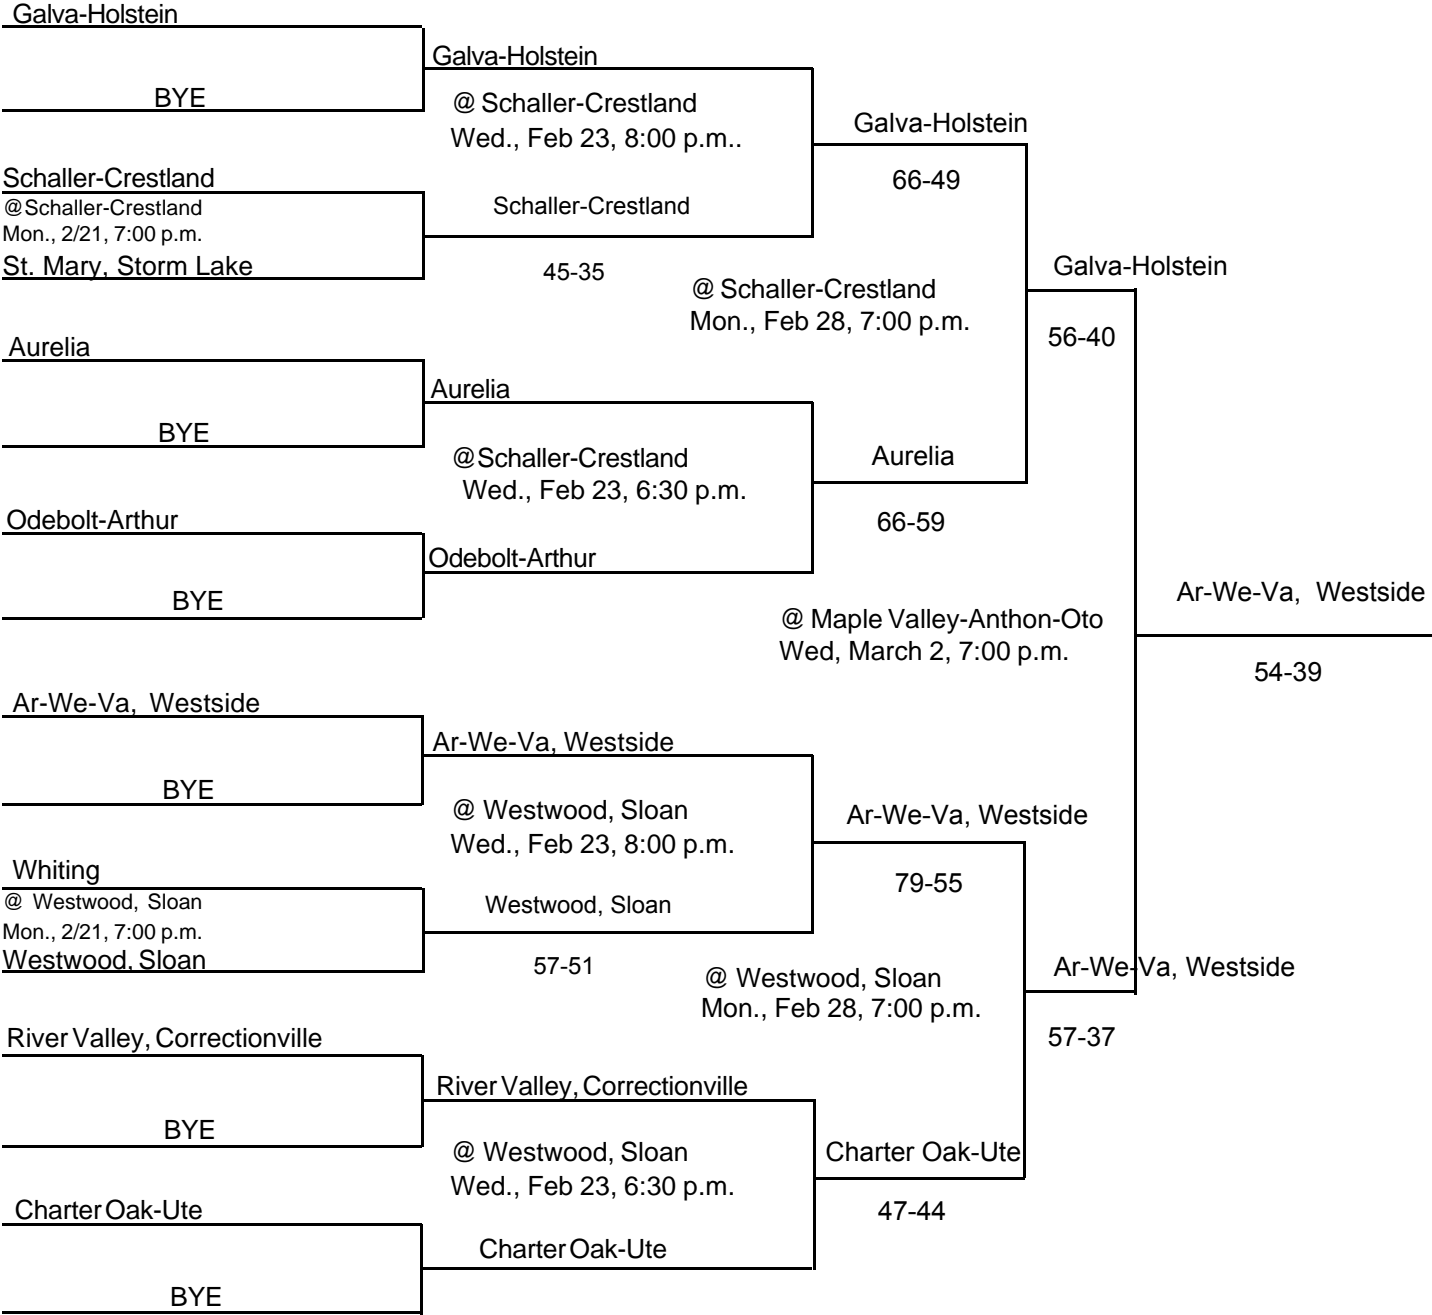 Galva-Holstein
Galva-Holstein
BYE
@ Schaller-Crestland
Wed., Feb 23, 8:00 p.m..
Galva-Holstein
66-49
Schaller-Crestland
@Schaller-Crestland
Mon., 2/21, 7:00 p.m.
St. Mary, Storm Lake
Schaller-Crestland
45-35
@ Schaller-Crestland
Mon., Feb 28, 7:00 p.m.
Galva-Holstein
56-40
Aurelia
Aurelia
BYE
@Schaller-Crestland
Wed., Feb 23, 6:30 p.m.
Aurelia
66-59
Odebolt-Arthur
Odebolt-Arthur
BYE
@ Maple Valley-Anthon-Oto
Wed, March 2, 7:00 p.m.
Ar-We-Va, Westside
54-39
Ar-We-Va, Westside
Ar-We-Va, Westside
BYE
@ Westwood, Sloan
Wed., Feb 23, 8:00 p.m.
Ar-We-Va, Westside
79-55
Whiting
@ Westwood, Sloan
Mon., 2/21, 7:00 p.m.
Westwood, Sloan
Westwood, Sloan
57-51
@ Westwood, Sloan
Mon., Feb 28, 7:00 p.m.
Ar-We-Va, Westside
57-37
River Valley, Correctionville
River Valley, Correctionville
BYE
@ Westwood, Sloan
Wed., Feb 23, 6:30 p.m.
Charter Oak-Ute
47-44
Charter Oak-Ute
Charter Oak-Ute
BYE